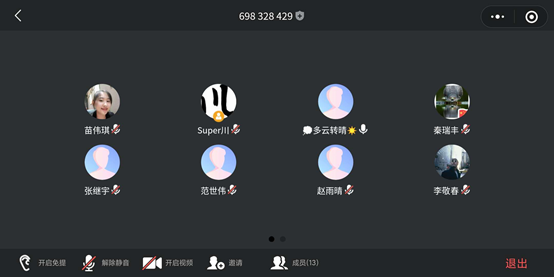 698 328 429
苗伟琪
Super川
💭多云转晴☀️
秦瑞丰
张继宇
范世伟
赵雨晴
李敬春
开启免提
解除静音
开启视频
邀请
成员(13)
退出